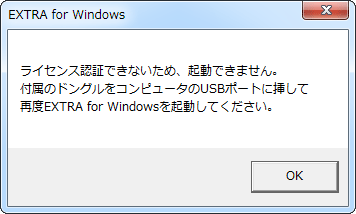 EXTRA for Windows
ライセンス認証できないため、起動できません。
付属のドングルをコンピュータのUSBポートに挿して
再度EXTRA for Windowsを起動してください。
OK